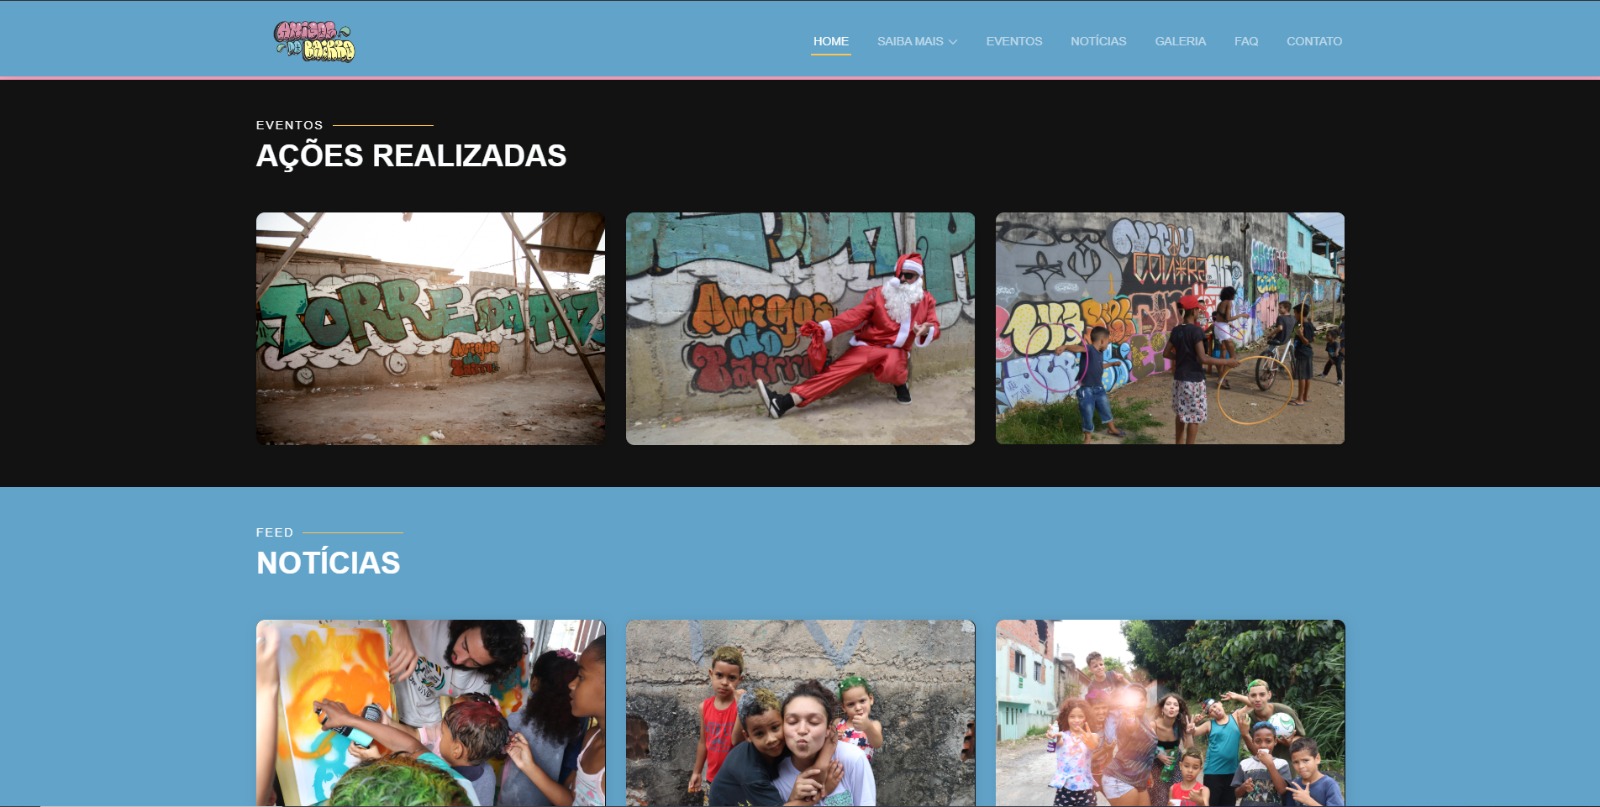 AMIGOS
DO BAIRRO
HOME
SAIBA MAIS
EVENTOS
NOTÍCIAS
GALERIA
FAQ
CONTATO
EVENTOS
AÇÕES REALIZADAS
TORRE DA PAZ
Amigos
do
Bairro
Amigos
do
Bairro
FEED
NOTÍCIAS